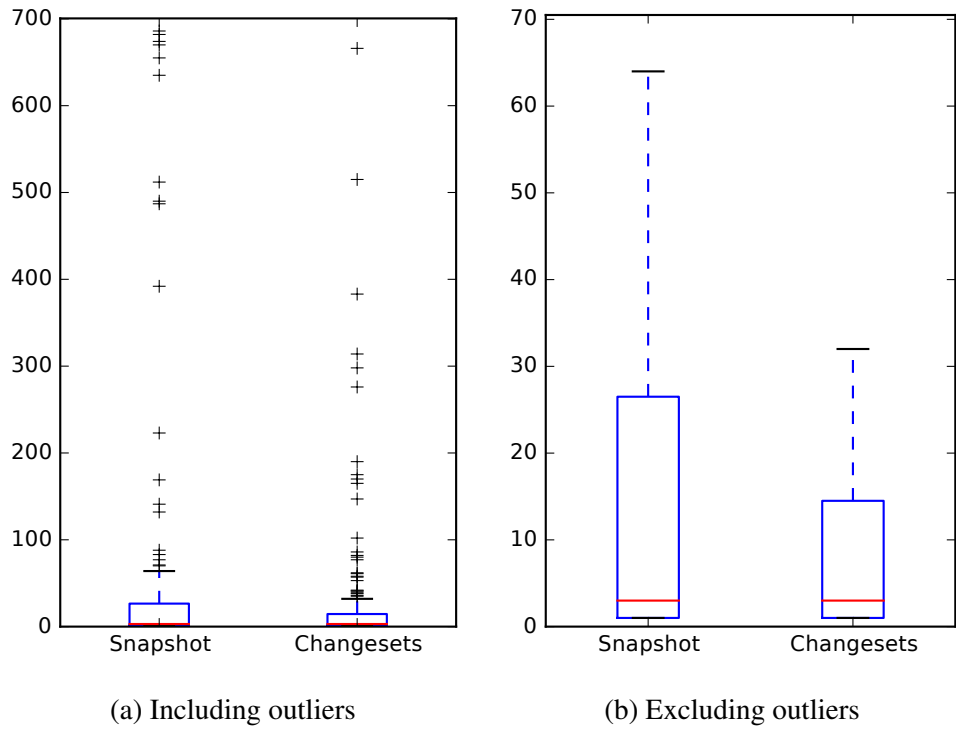 700
600
500
400
300
200
100
0
Snapshot
Changesets
(a) Including outliers
70
60
50
40
30
20
10
0
Snapshot
Changesets
(b) Excluding outliers